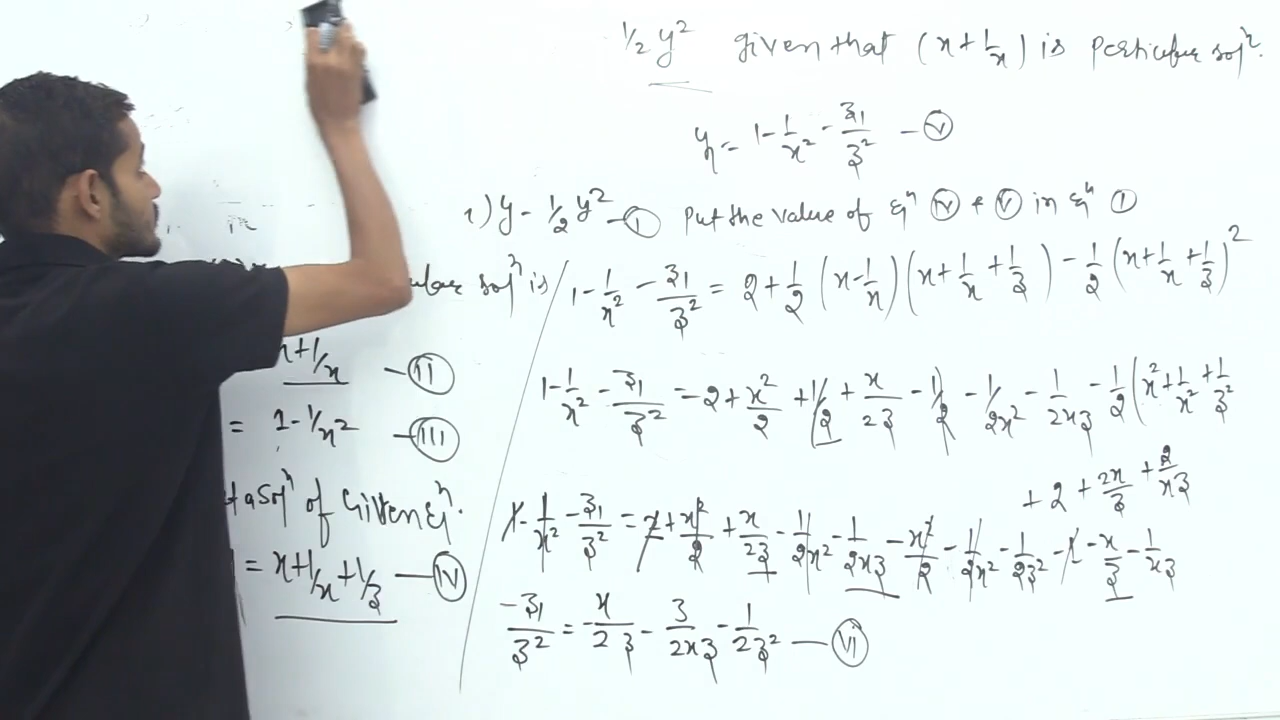 1/2 y² given that (x + 1/x) is particular solⁿ.
y₁ = 1 - 1/x² - z₁/z² — (V)
x) y - 1/2 y² — (I) Put the value of Eqⁿ (IV) & (V) in Eqⁿ (I)
solⁿ is
1 - 1/x² - z₁/z² = 2 + 1/2 (x - 1/x) (x + 1/x + 1/z) - 1/2 (x + 1/x + 1/z)²
x + 1/x — (II)
= 1 - 1/x² — (III)
1 - 1/x² - z₁/z² = 2 + x²/2 + 1/2 + x/2z - 1/2 - 1/2x² - 1/2xz - 1/2 (x² + 1/x² + 1/z²
+ 2 + 2x/z + 2/xz
t a Solⁿ of Given Eqⁿ.
= x + 1/x + 1/z — (IV)
1 - 1/x² - z₁/z² = 2 + x²/2 + x/2z - 1/2x² - 1/2xz - x²/2 - 1/2x² - 1/2z² - 1 - x/z - 1/xz
-z₁/z² = -x/2z - 3/2xz - 1/2z² — (VI)